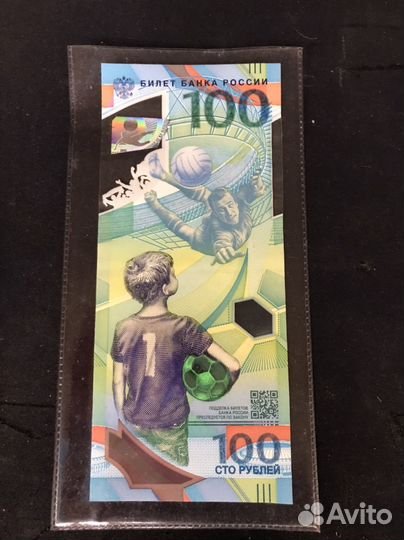 БИЛЕТ БАНКА РОССИИ
100
1
ПОДДЕЛКА БИЛЕТОВ
БАНКА РОССИИ
ПРЕСЛЕДУЕТСЯ ПО ЗАКОНУ
100
СТО РУБЛЕЙ
Avito